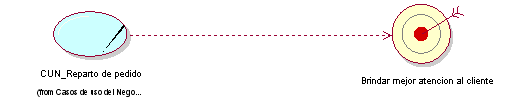 CUN_Reparto de pedido
(from Casos de uso del Nego...
Brindar mejor atencion al cliente